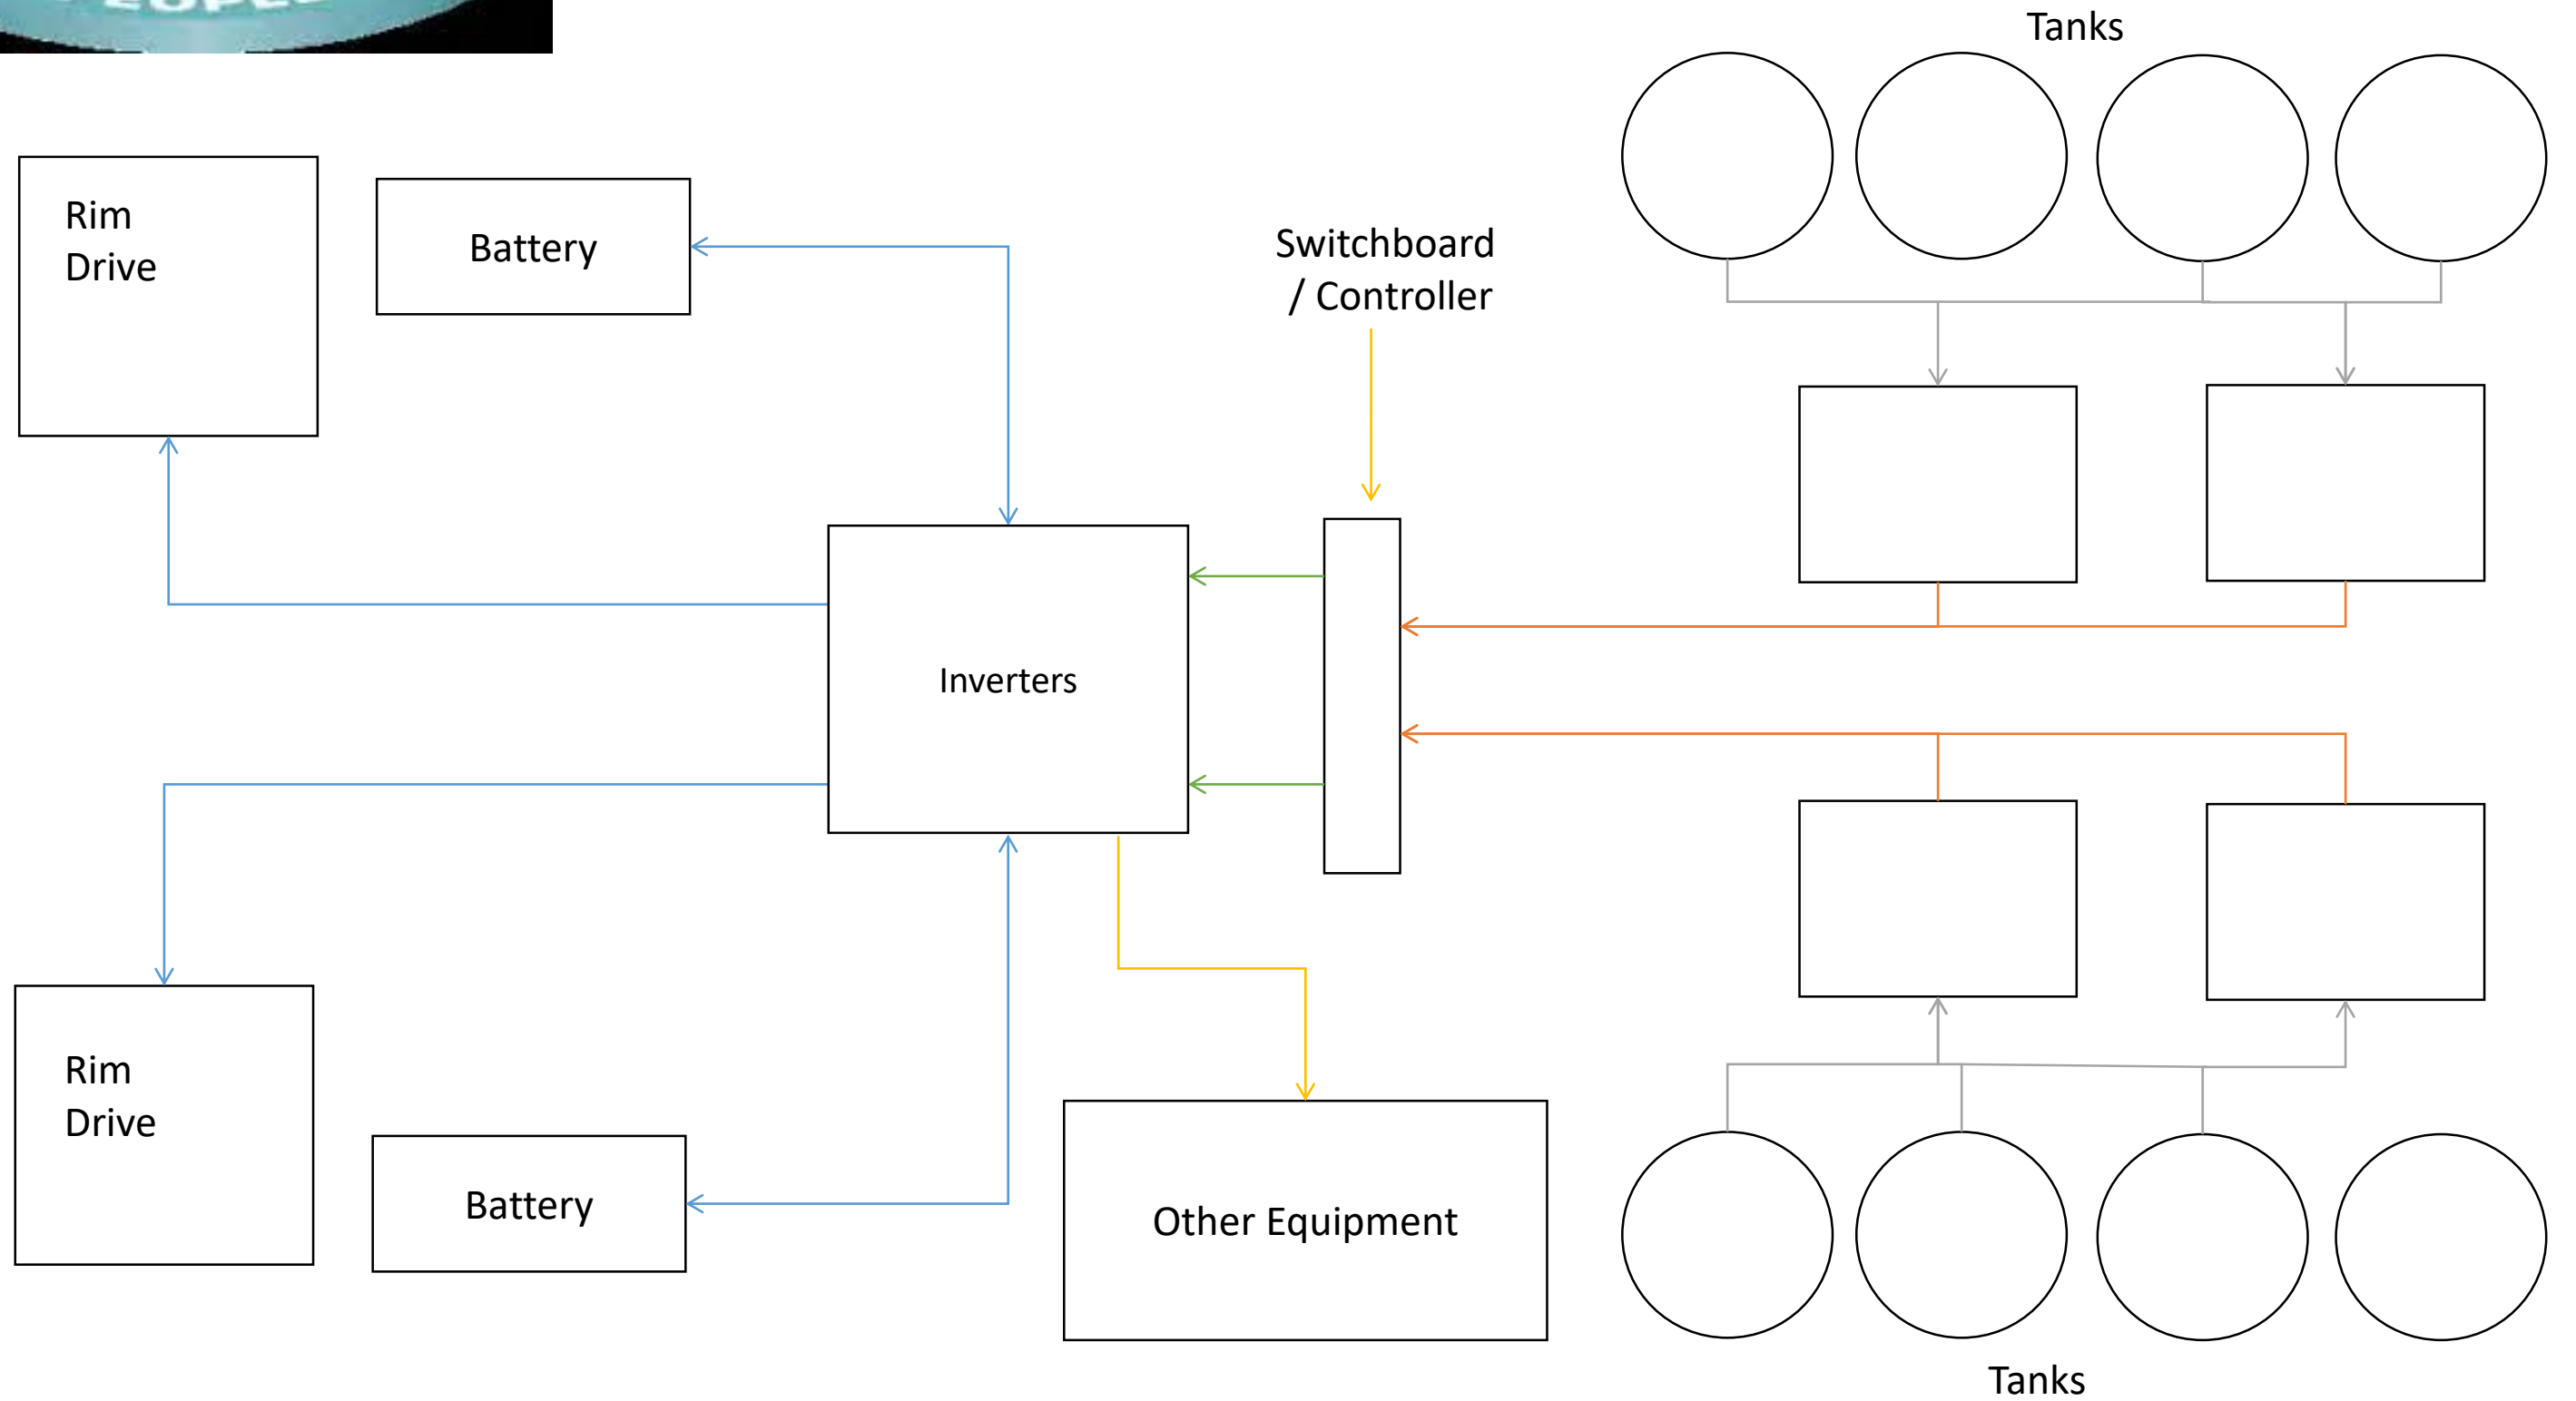 Tanks
Rim
Drive
Battery
Switchboard
/ Controller
Inverters
Rim
Drive
Battery
Other Equipment
Tanks